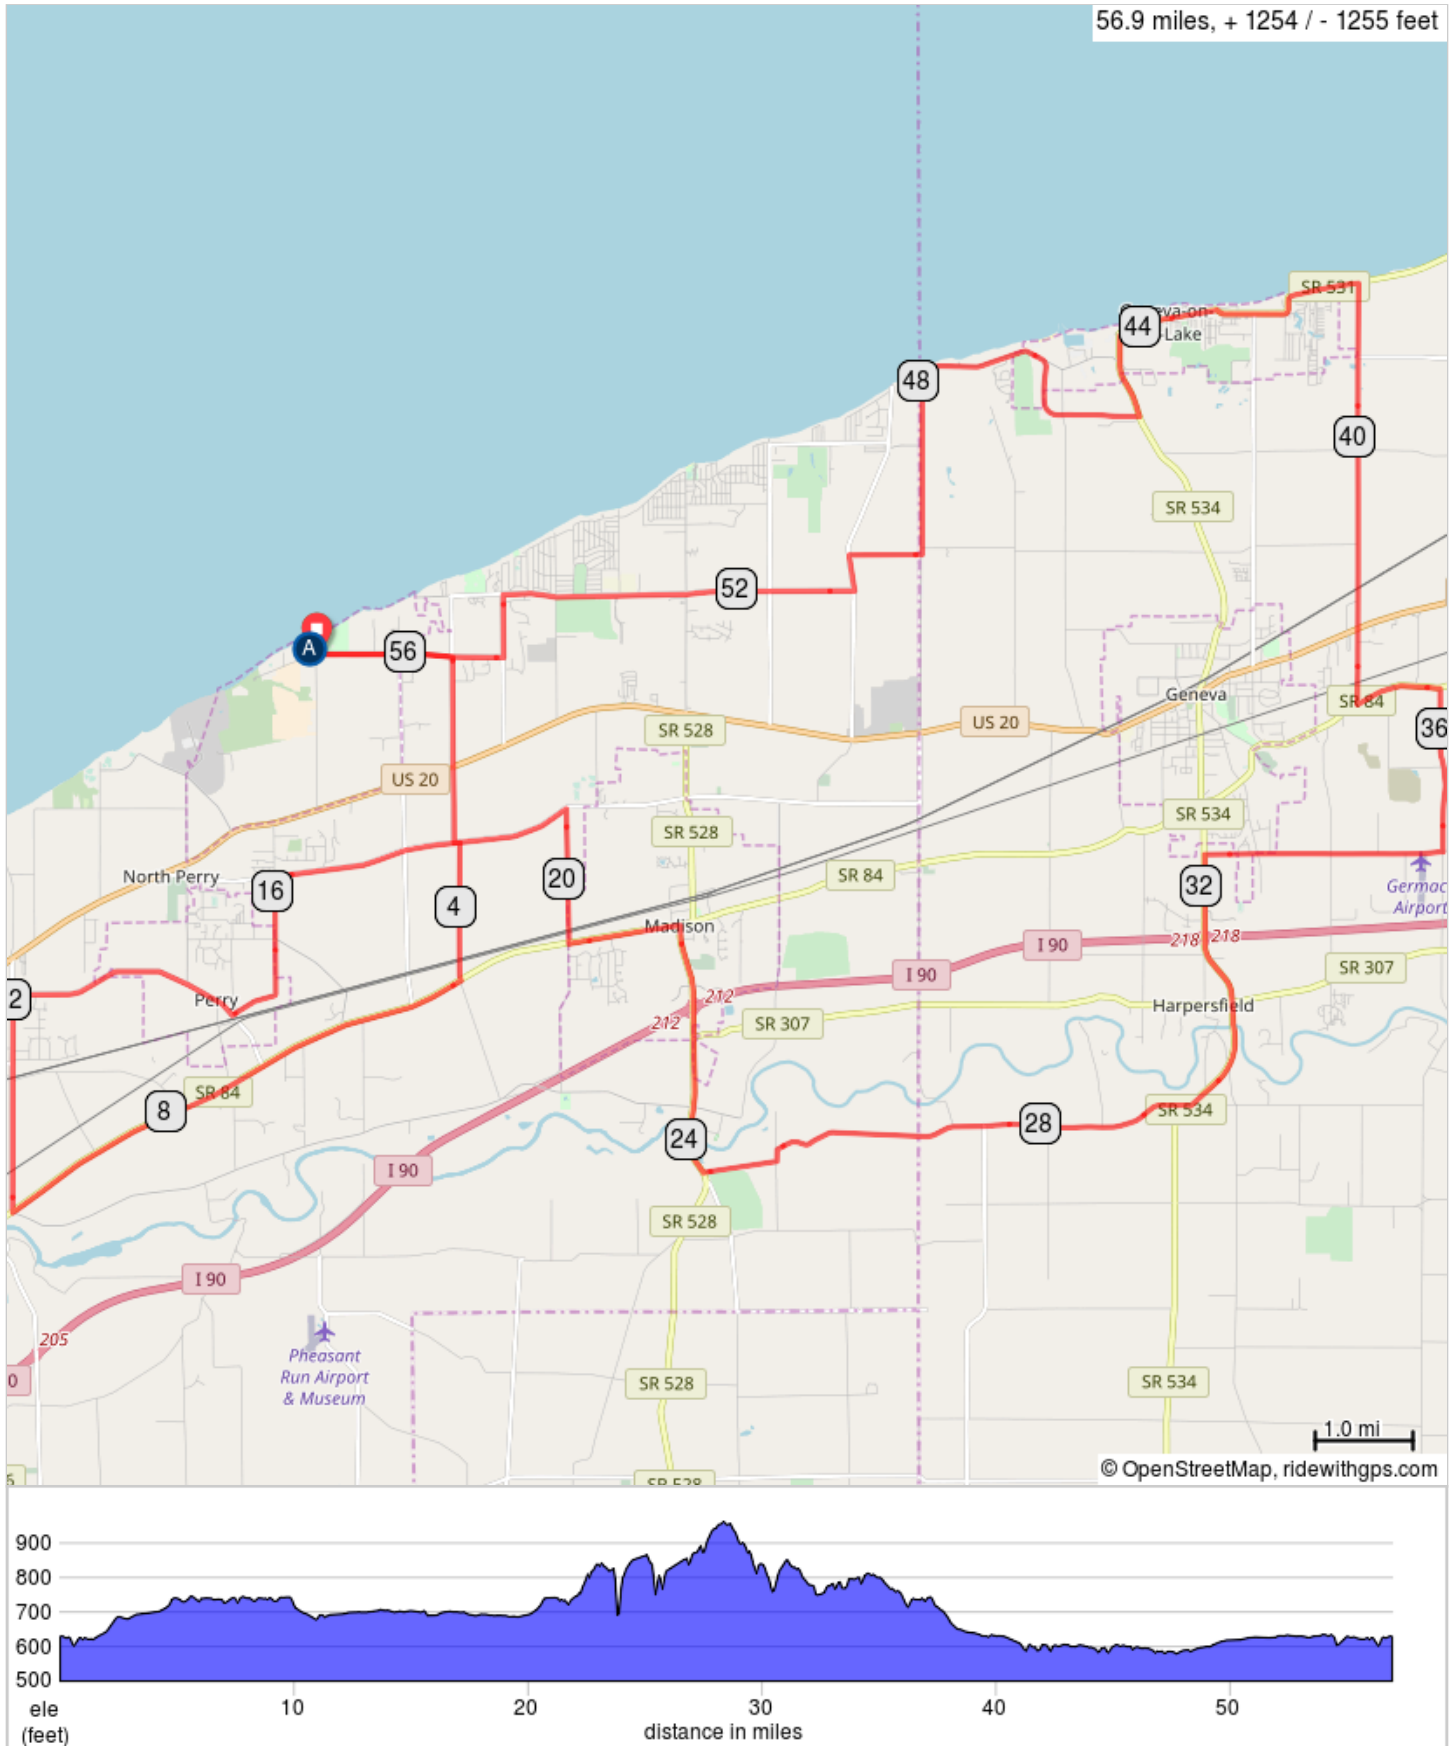 56.9 miles, + 1254 / - 1255 feet
SR 531
44
Lake
48
40
SR 534
52
A
56
Geneva
SR 84
SR 528
US 20
36
US 20
SR 534
SR 528
North Perry
SR 84
20
16
32
4
Germac
Airport
Madison
218
218
I 90
SR 307
I 90
2
Perry
212
Harpersfield
212
SR 307
SR 84
8
SR 534
28
24
I 90
SR 528
I 90
205
Pheasant
Run Airport
& Museum
0
SR 528
SR 534
1.0 mi
© OpenStreetMap, ridewithgps.com
SR 528
900
800
700
600
500
ele
(feet)
10
20
30
40
50
distance in miles